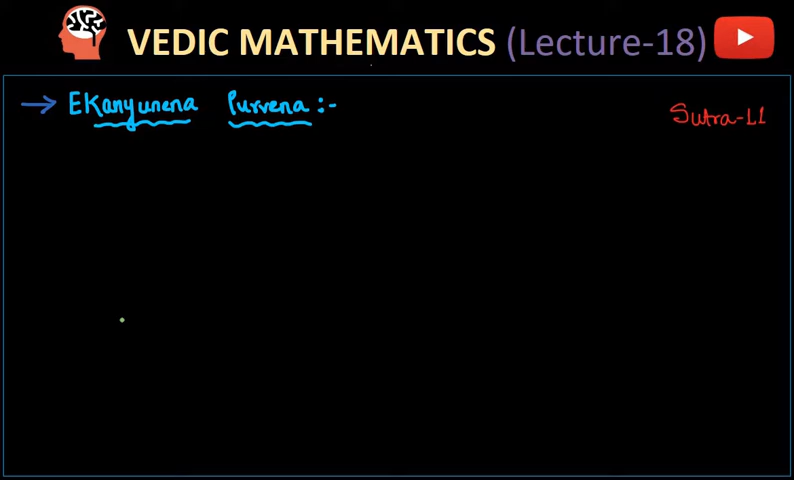 VEDIC MATHEMATICS (Lecture-18)
→ EKanyunena Purvena :-
Sutra-11